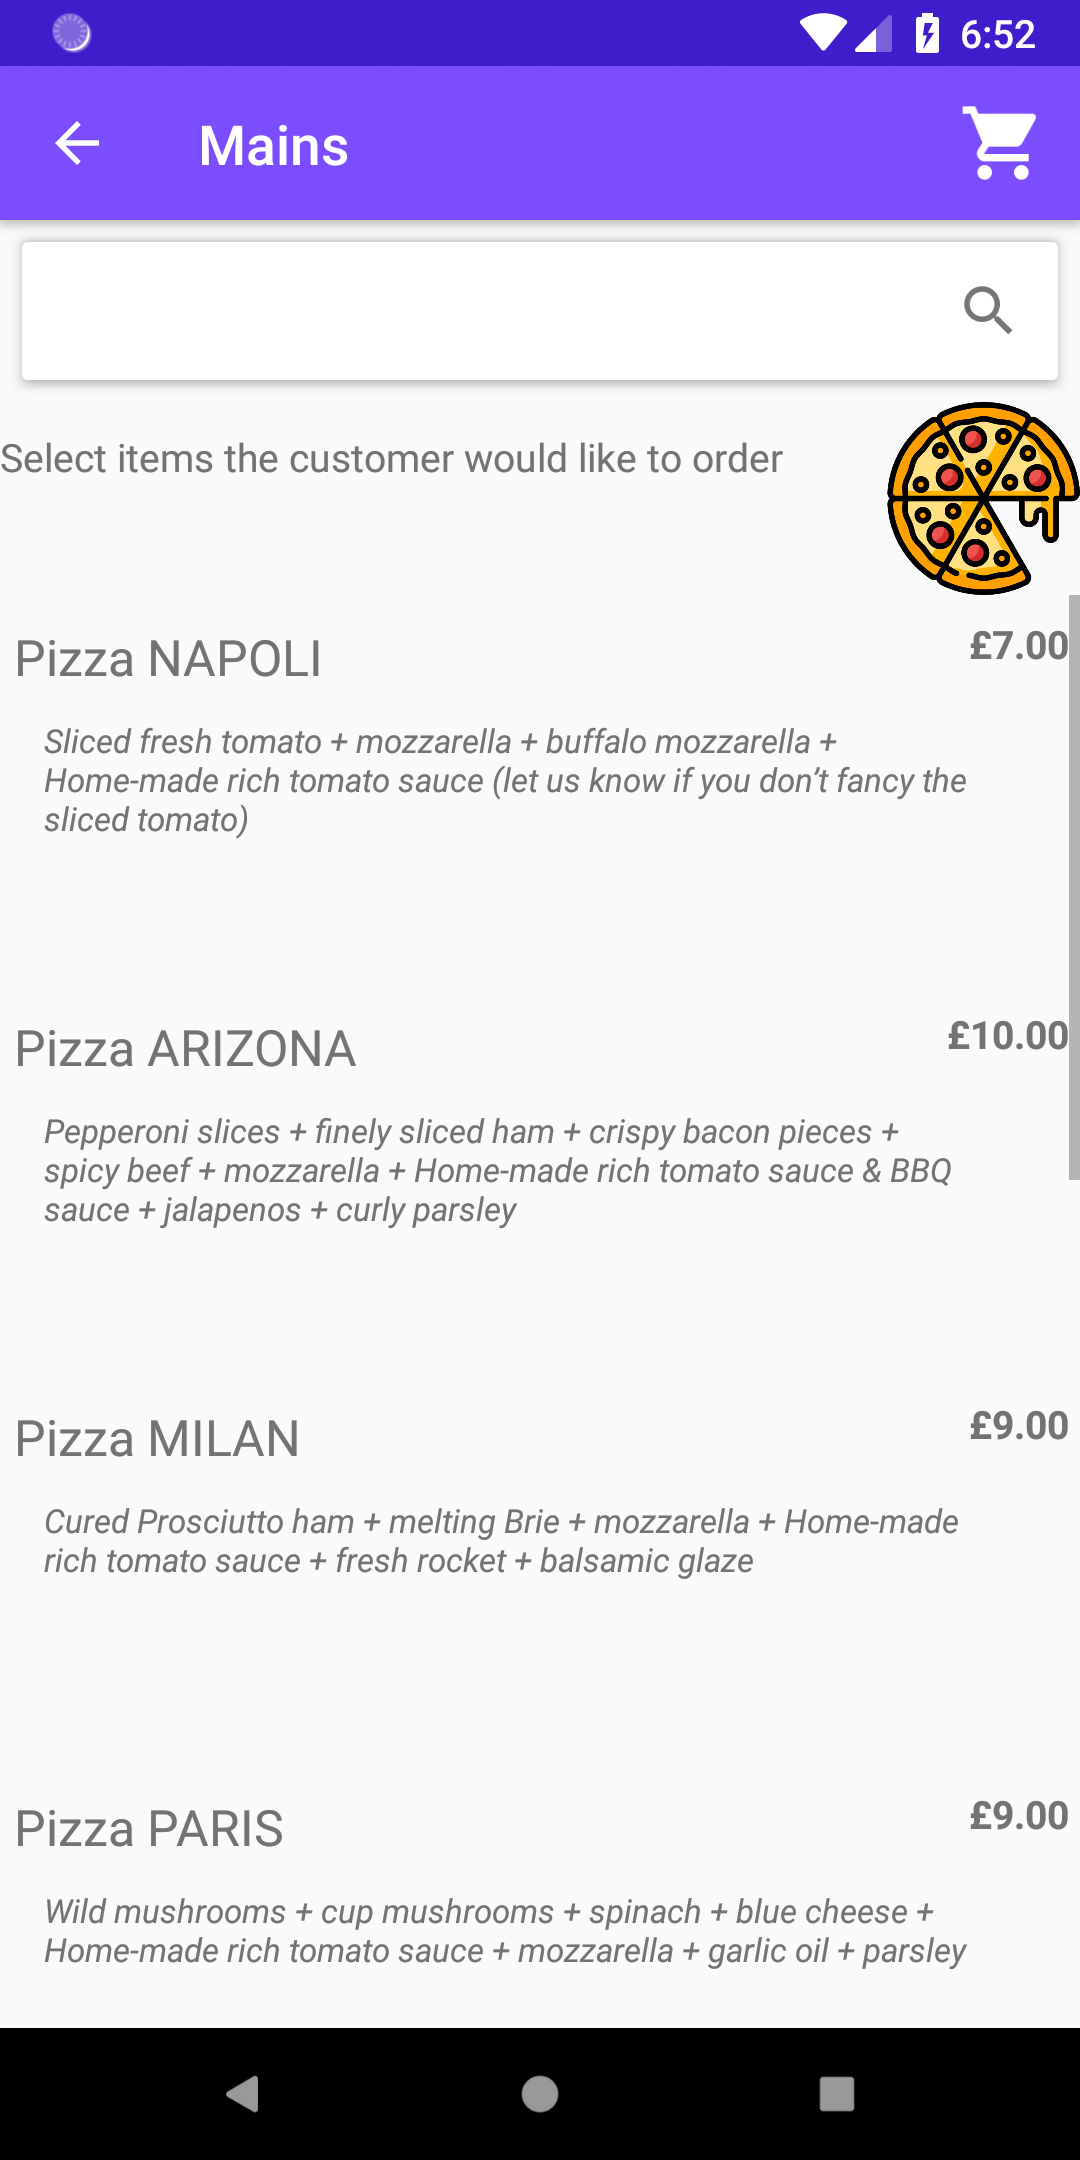 6:52
Mains
Select items the customer would like to order
Pizza NAPOLI
£7.00
Sliced fresh tomato + mozzarella + buffalo mozzarella +
Home-made rich tomato sauce (let us know if you don’t fancy the
sliced tomato)
Pizza ARIZONA
£10.00
Pepperoni slices + finely sliced ham + crispy bacon pieces +
spicy beef + mozzarella + Home-made rich tomato sauce & BBQ
sauce + jalapenos + curly parsley
Pizza MILAN
£9.00
Cured Prosciutto ham + melting Brie + mozzarella + Home-made
rich tomato sauce + fresh rocket + balsamic glaze
Pizza PARIS
£9.00
Wild mushrooms + cup mushrooms + spinach + blue cheese +
Home-made rich tomato sauce + mozzarella + garlic oil + parsley